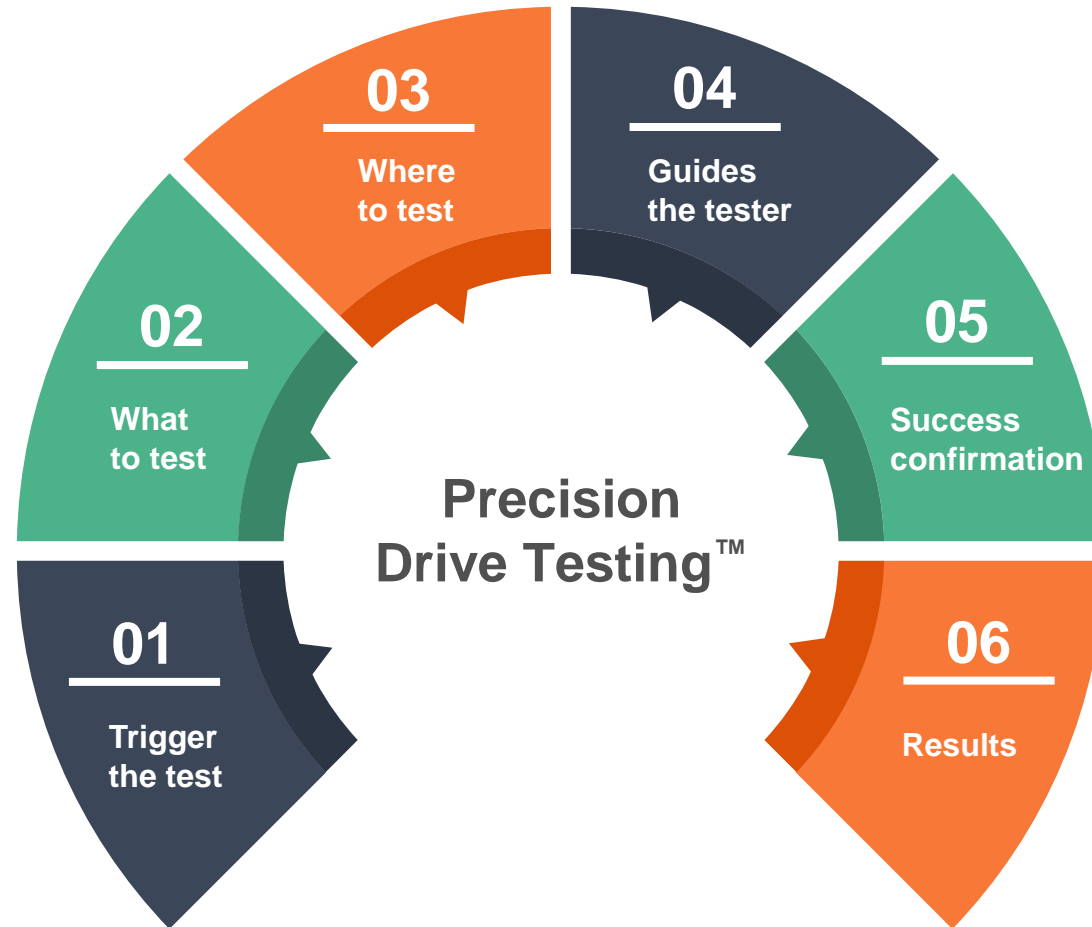 01
Trigger
the test
02
What
to test
03
Where
to test
04
Guides
the tester
05
Success
confirmation
06
Results
Precision
Drive Testing™